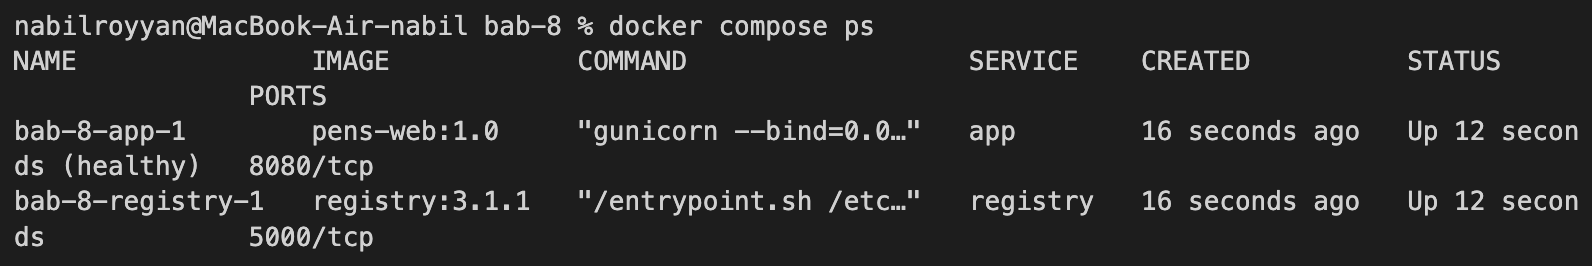 nabilroyyan@MacBook-Air-nabil bab-8 % docker compose ps
NAME               IMAGE            COMMAND                  SERVICE    CREATED          STATUS
               PORTS
bab-8-app-1        pens-web:1.0     "gunicorn --bind=0.0…"   app        16 seconds ago   Up 12 secon
ds (healthy)   8080/tcp
bab-8-registry-1   registry:3.1.1   "/entrypoint.sh /etc…"   registry   16 seconds ago   Up 12 secon
ds             5000/tcp